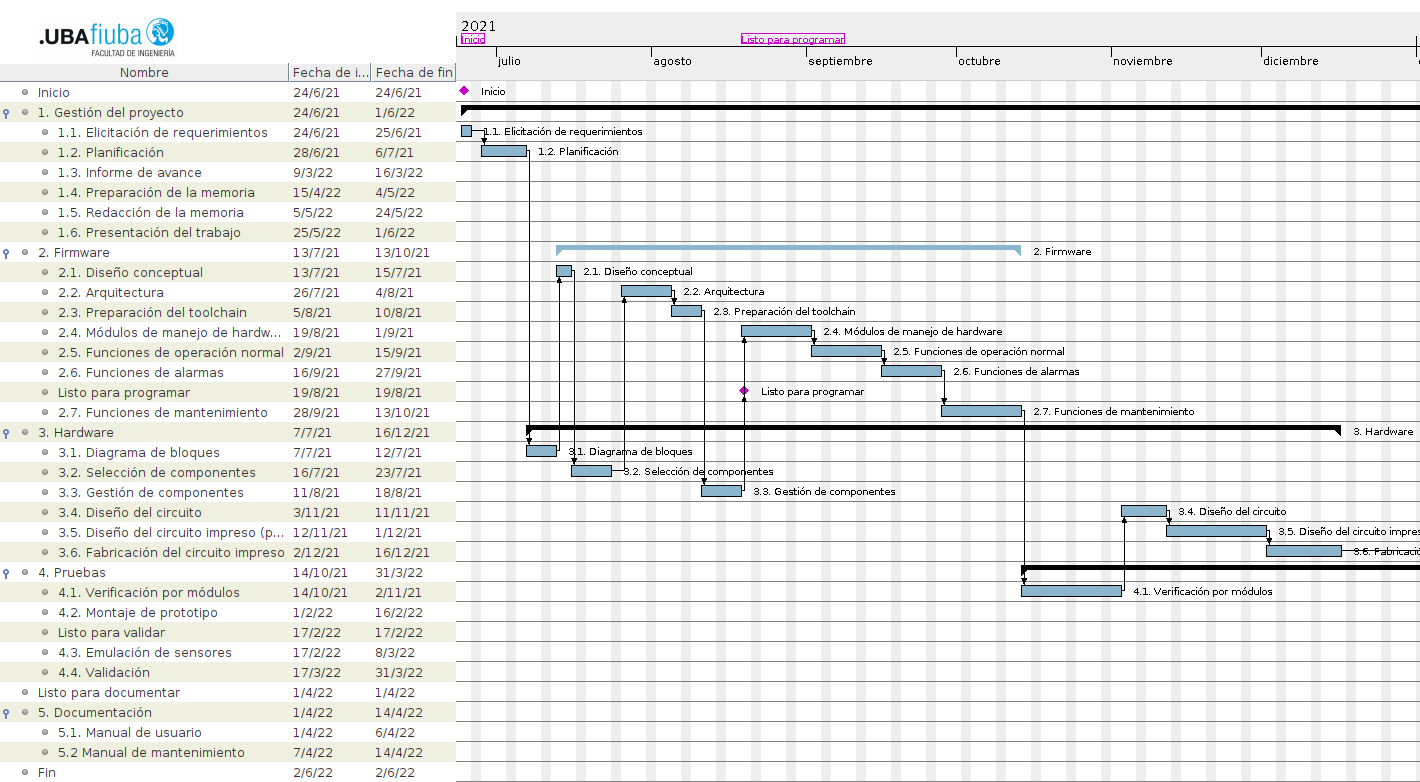 .UBAfiuba
FACULTAD DE INGENIERÍA
2021
Inicio
Listo para programar
julio agosto septiembre octubre noviembre diciembre
Nombre Fecha de i... Fecha de fin
Inicio 24/6/21 24/6/21 Inicio
1. Gestión del proyecto 24/6/21 1/6/22
1.1. Elicitación de requerimientos 24/6/21 25/6/21 1.1. Elicitación de requerimientos
1.2. Planificación 28/6/21 6/7/21 1.2. Planificación
1.3. Informe de avance 9/3/22 16/3/22
1.4. Preparación de la memoria 15/4/22 4/5/22
1.5. Redacción de la memoria 5/5/22 24/5/22
1.6. Presentación del trabajo 25/5/22 1/6/22
2. Firmware 13/7/21 13/10/21 2. Firmware
2.1. Diseño conceptual 13/7/21 15/7/21 2.1. Diseño conceptual
2.2. Arquitectura 26/7/21 4/8/21 2.2. Arquitectura
2.3. Preparación del toolchain 5/8/21 10/8/21 2.3. Preparación del toolchain
2.4. Módulos de manejo de hardw... 19/8/21 1/9/21 2.4. Módulos de manejo de hardware
2.5. Funciones de operación normal 2/9/21 15/9/21 2.5. Funciones de operación normal
2.6. Funciones de alarmas 16/9/21 27/9/21 2.6. Funciones de alarmas
Listo para programar 19/8/21 19/8/21 Listo para programar
2.7. Funciones de mantenimiento 28/9/21 13/10/21 2.7. Funciones de mantenimiento
3. Hardware 7/7/21 16/12/21 3. Hardware
3.1. Diagrama de bloques 7/7/21 12/7/21 3.1. Diagrama de bloques
3.2. Selección de componentes 16/7/21 23/7/21 3.2. Selección de componentes
3.3. Gestión de componentes 11/8/21 18/8/21 3.3. Gestión de componentes
3.4. Diseño del circuito 3/11/21 11/11/21 3.4. Diseño del circuito
3.5. Diseño del circuito impreso (p... 12/11/21 1/12/21 3.5. Diseño del circuito impres
3.6. Fabricación del circuito impreso 2/12/21 16/12/21 3.6. Fabricació
4. Pruebas 14/10/21 31/3/22
4.1. Verificación por módulos 14/10/21 2/11/21 4.1. Verificación por módulos
4.2. Montaje de prototipo 1/2/22 16/2/22
Listo para validar 17/2/22 17/2/22
4.3. Emulación de sensores 17/2/22 8/3/22
4.4. Validación 17/3/22 31/3/22
Listo para documentar 1/4/22 1/4/22
5. Documentación 1/4/22 14/4/22
5.1. Manual de usuario 1/4/22 6/4/22
5.2 Manual de mantenimiento 7/4/22 14/4/22
Fin 2/6/22 2/6/22